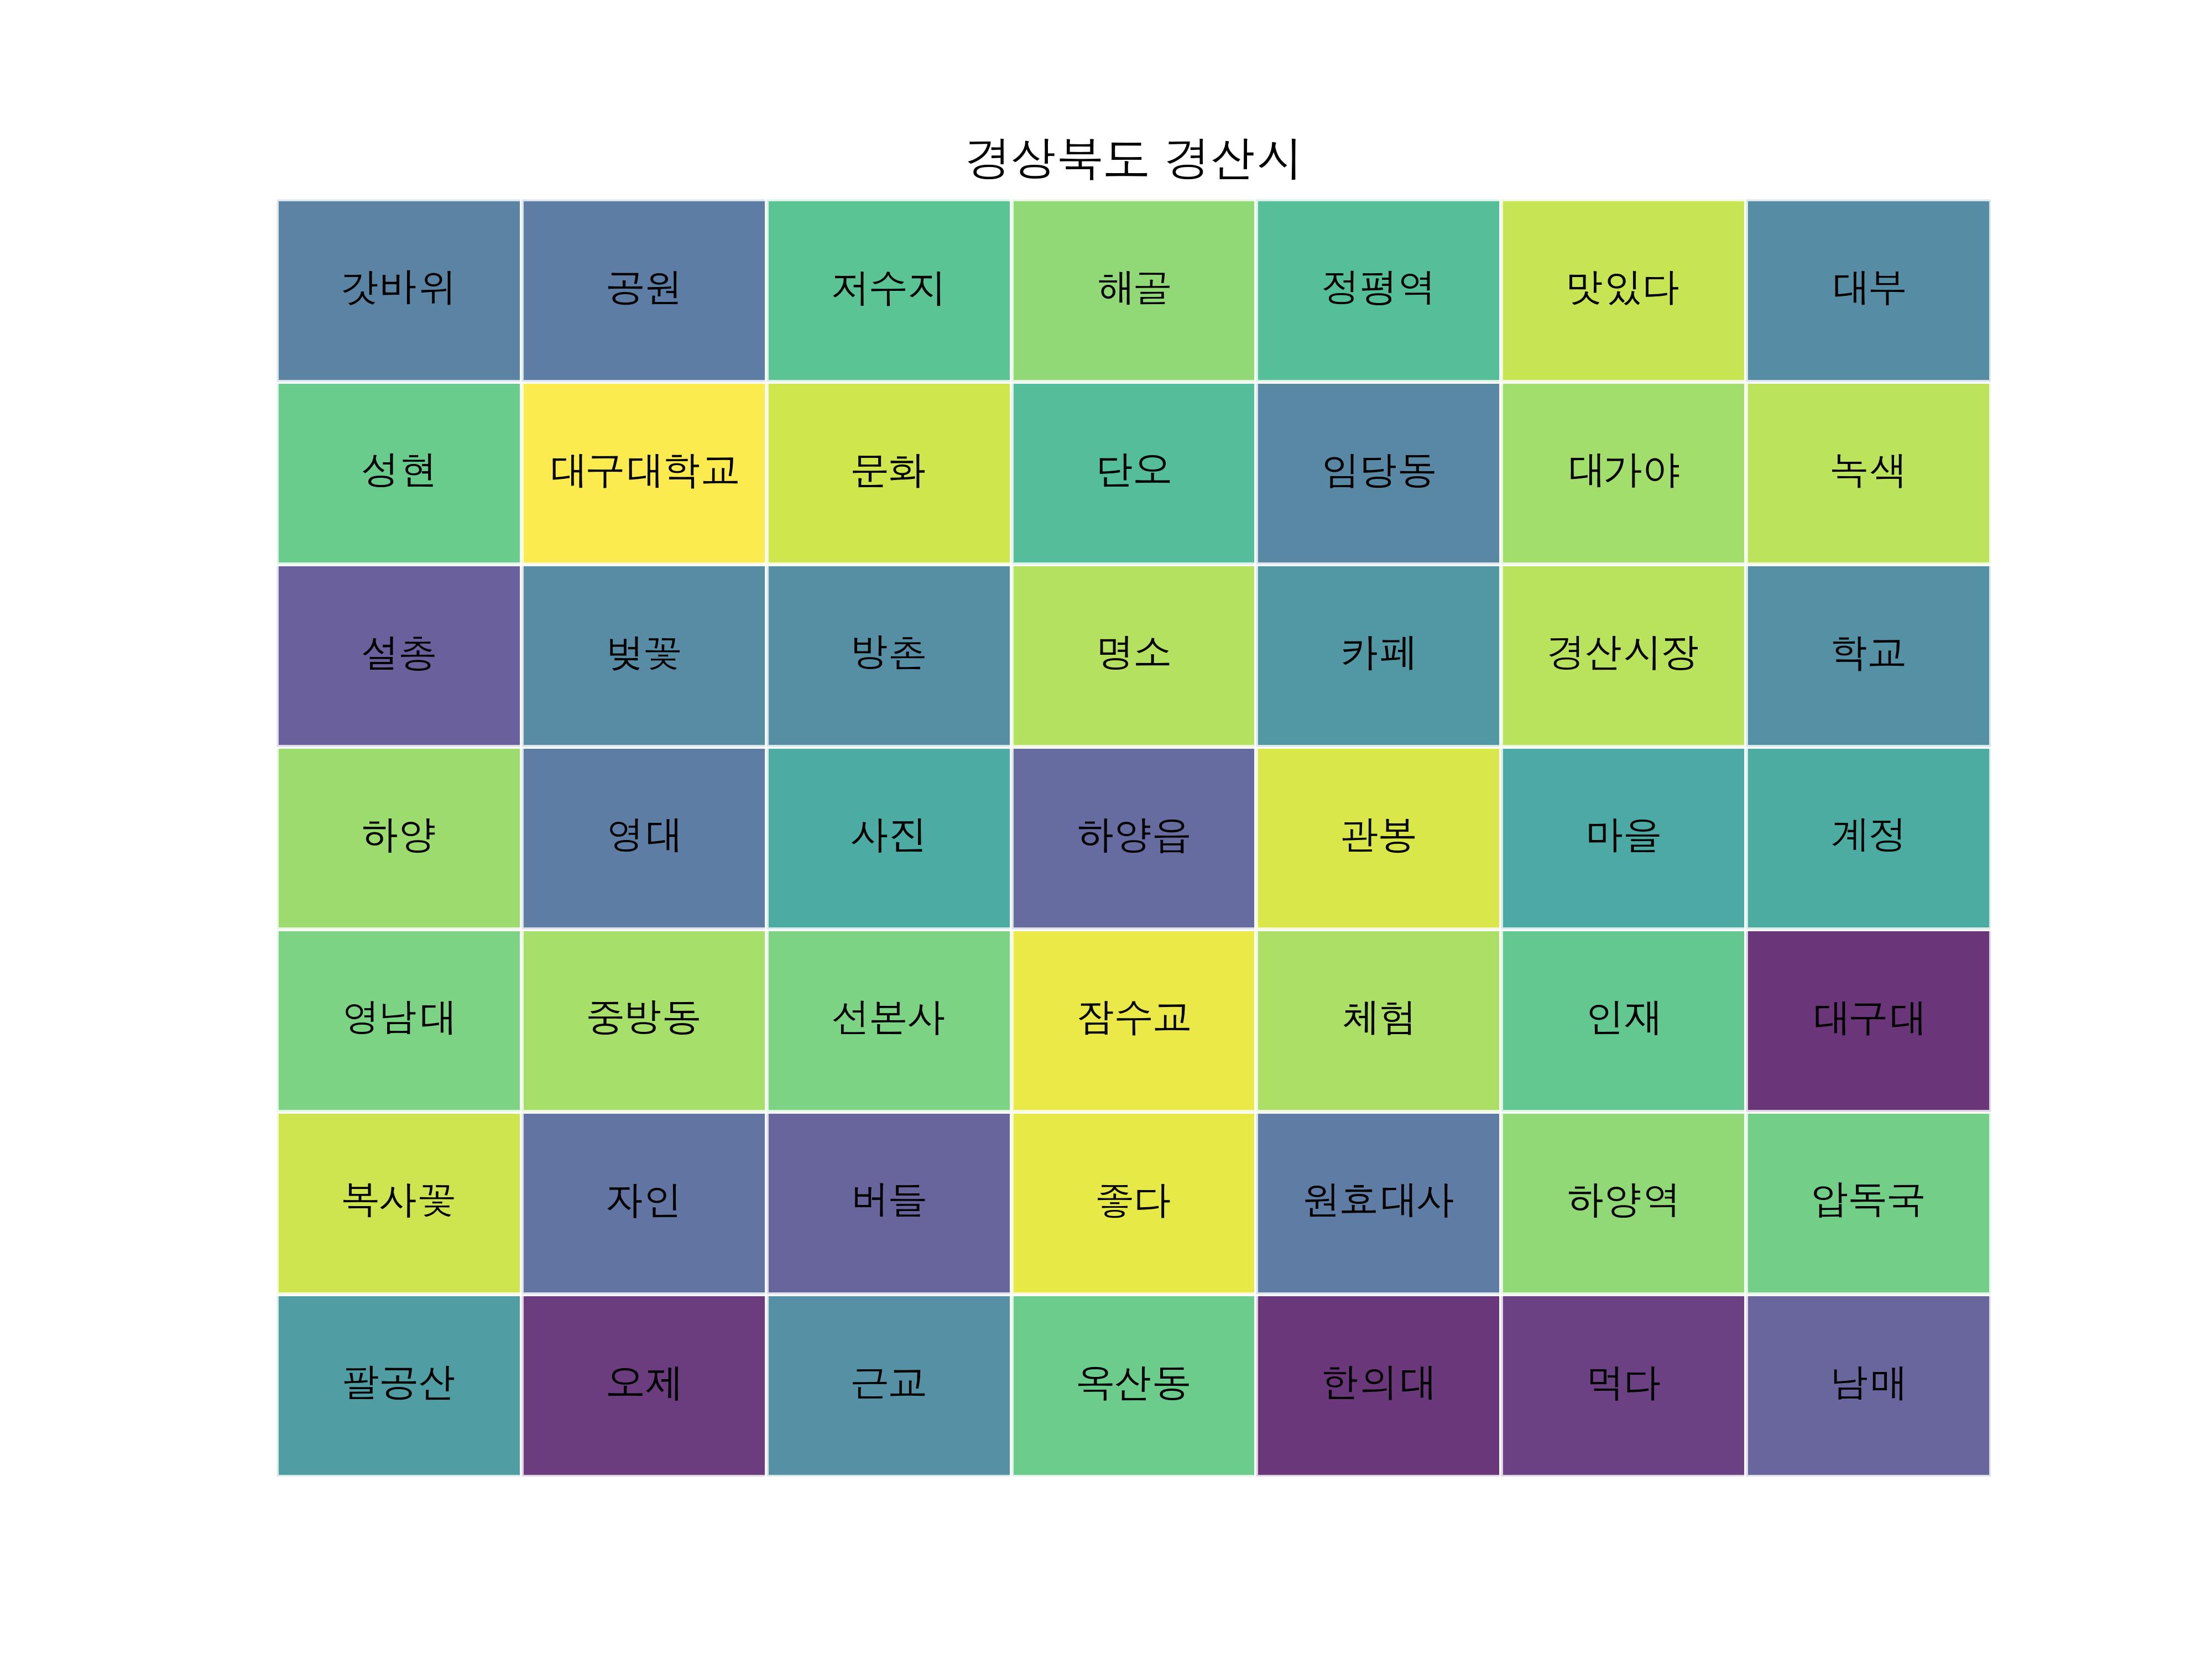 경상북도 경산시
갓바위 공원 저수지 해골 정평역 맛있다 대부
성현 대구대학교 문화 단오 임당동 대가야 녹색
설총 벚꽃 방촌 명소 카페 경산시장 학교
하양 영대 사진 하양읍 관봉 마을 계정
영남대 중방동 선본사 잠수교 체험 인재 대구대
복사꽃 자인 버들 좋다 원효대사 하양역 압독국
팔공산 오제 근교 옥산동 한의대 먹다 남매